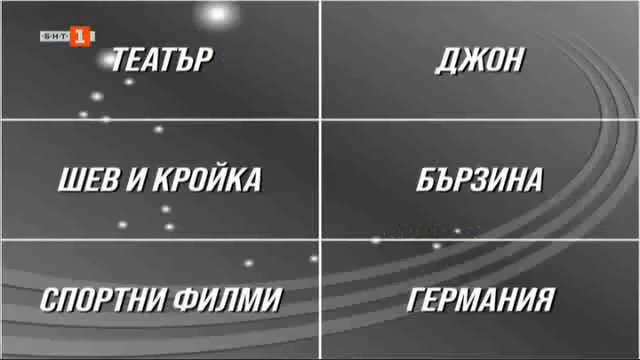 БНТ 1
ТЕАТЪР
ДЖОН
ШЕВ И КРОЙКА
БЪРЗИНА
СПОРТНИ ФИЛМИ
ГЕРМАНИЯ